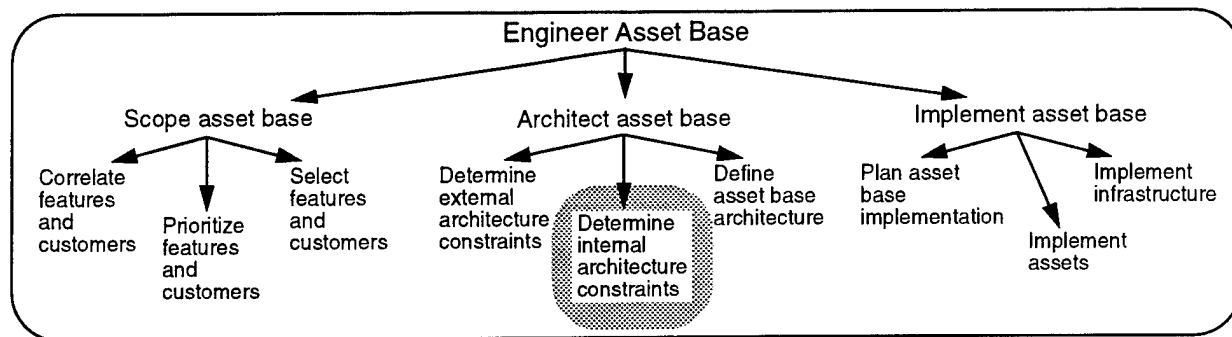 Engineer Asset Base
Scope asset base
Architect asset base
Implement asset base
Correlate
features
and
customers
Prioritize
features
and
customers
Select
features
and
customers
Determine
external
architecture
constraints
Determine
internal
architecture
constraints
Define
asset base
architecture
Plan asset
base
implementation
Implement
assets
Implement
infrastructure